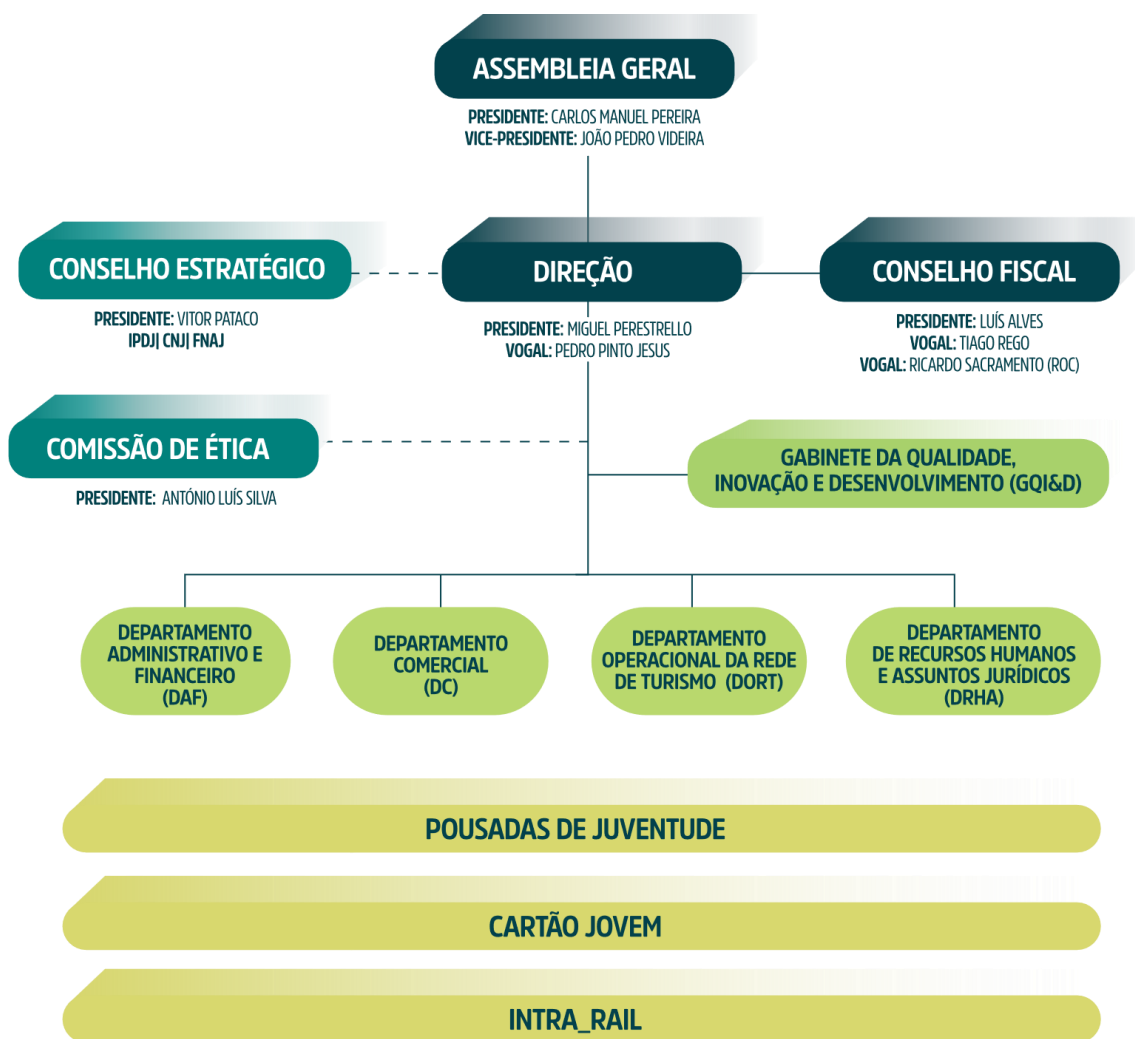 ASSEMBLEIA GERAL
PRESIDENTE: CARLOS MANUEL PEREIRA
VICE-PRESIDENTE: JOÃO PEDRO VIDEIRA
CONSELHO ESTRATÉGICO
PRESIDENTE: VITOR PATACO
IPDJ| CNJ| FNAJ
DIREÇÃO
PRESIDENTE: MIGUEL PERESTRELLO
VOGAL: PEDRO PINTO JESUS
CONSELHO FISCAL
PRESIDENTE: LUÍS ALVES
VOGAL: TIAGO REGO
VOGAL: RICARDO SACRAMENTO (ROC)
COMISSÃO DE ÉTICA
PRESIDENTE: ANTÓNIO LUÍS SILVA
GABINETE DA QUALIDADE,
INOVAÇÃO E DESENVOLVIMENTO (GQI&D)
DEPARTAMENTO
ADMINISTRATIVO E
FINANCEIRO
(DAF)
DEPARTAMENTO
COMERCIAL
(DC)
DEPARTAMENTO
OPERACIONAL DA REDE
DE TURISMO (DORT)
DEPARTAMENTO
DE RECURSOS HUMANOS
E ASSUNTOS JURÍDICOS
(DRHA)
POUSADAS DE JUVENTUDE
CARTÃO JOVEM
INTRA_RAIL